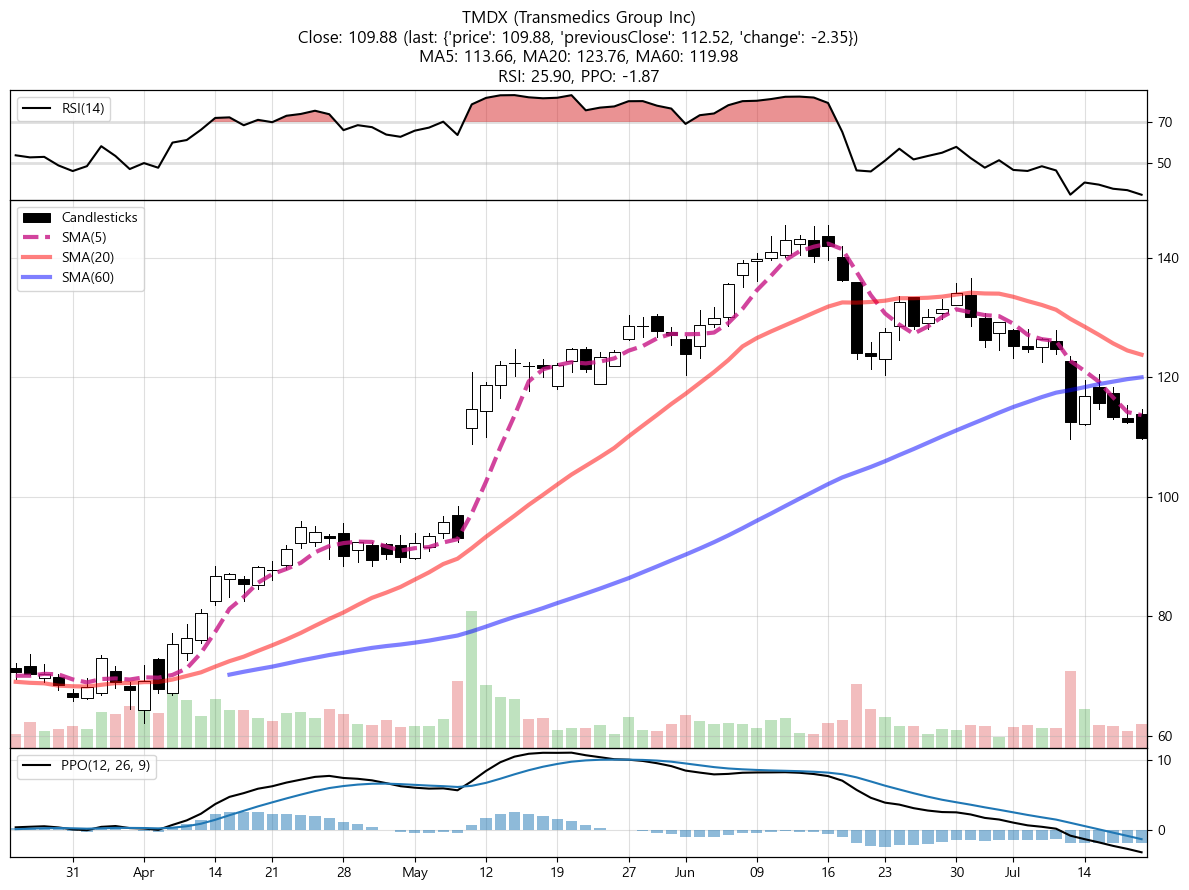 TMDX (Transmedics Group Inc)
Close: 109.88 (last: {'price': 109.88, 'previousClose': 112.52, 'change': -2.35})
MA5: 113.66, MA20: 123.76, MA60: 119.98
RSI: 25.90, PPO: -1.87
RSI(14)
70
50
Candlesticks
SMA(5)
SMA(20)
SMA(60)
140
120
100
80
60
PPO(12, 26, 9)
10
0
31 Apr 14 21 28 May 12 19 27 Jun 09 16 23 30 Jul 14